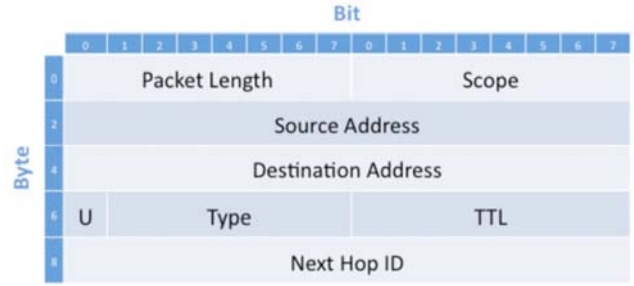 Bit
0 1 2 3 4 5 6 7 0 1 2 3 4 5 6 7
0 Packet Length Scope
2 Source Address
4 Destination Address
6 U Type TTL
8 Next Hop ID
Byte